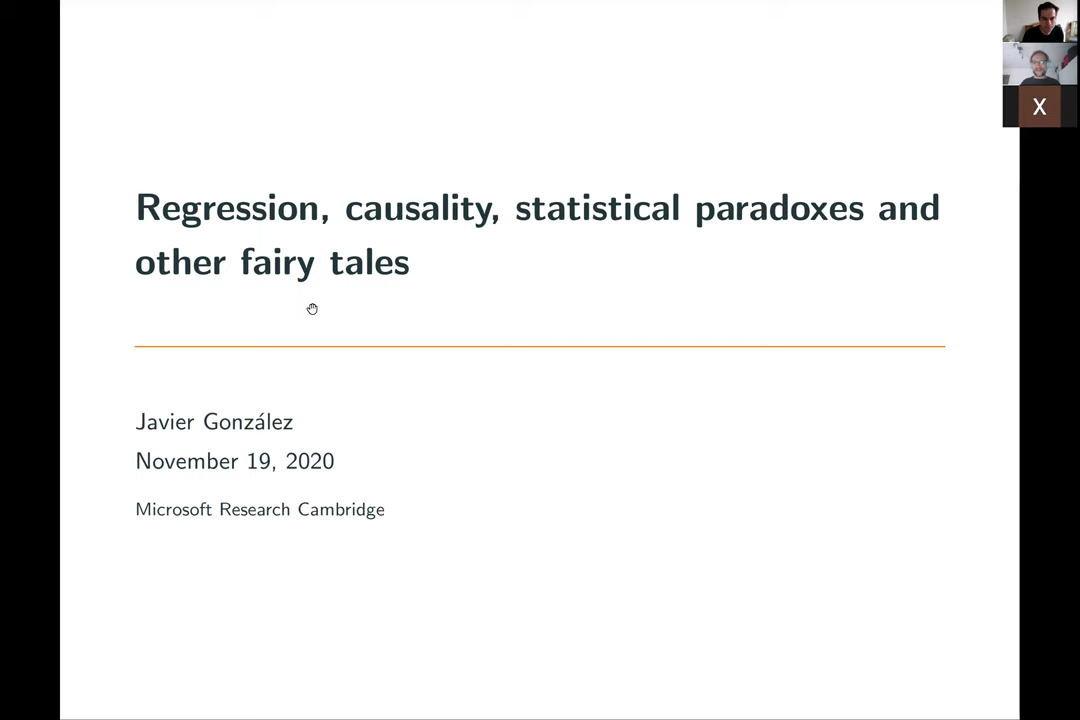 Regression, causality, statistical paradoxes and
other fairy tales
Javier González
November 19, 2020
Microsoft Research Cambridge
X